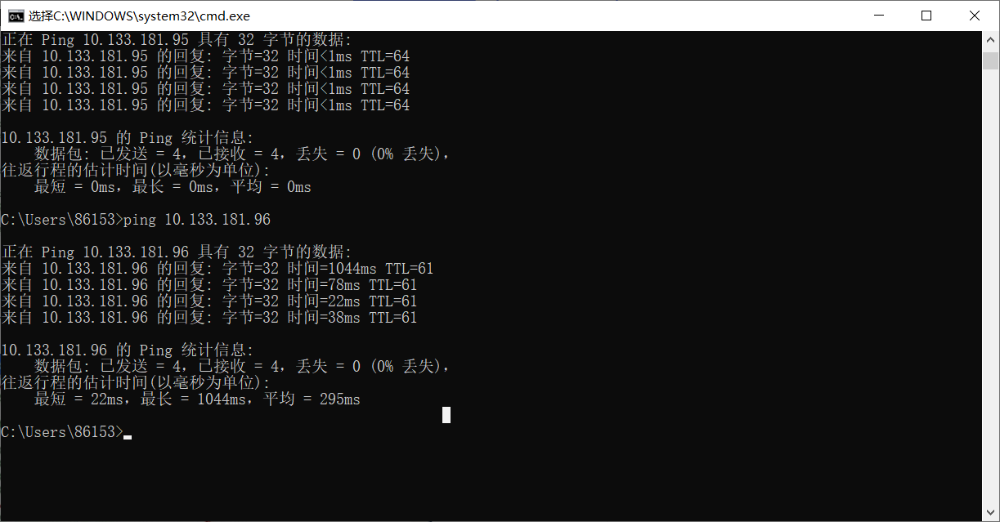 选择C:\WINDOWS\system32\cmd.exe
正在 Ping 10.133.181.95 具有 32 字节的数据:
来自 10.133.181.95 的回复: 字节=32 时间<1ms TTL=64
来自 10.133.181.95 的回复: 字节=32 时间<1ms TTL=64
来自 10.133.181.95 的回复: 字节=32 时间<1ms TTL=64
来自 10.133.181.95 的回复: 字节=32 时间<1ms TTL=64
10.133.181.95 的 Ping 统计信息:
数据包: 已发送 = 4，已接收 = 4，丢失 = 0 (0% 丢失)，
往返行程的估计时间(以毫秒为单位):
最短 = 0ms，最长 = 0ms，平均 = 0ms
C:\Users\86153>ping 10.133.181.96
正在 Ping 10.133.181.96 具有 32 字节的数据:
来自 10.133.181.96 的回复: 字节=32 时间=1044ms TTL=61
来自 10.133.181.96 的回复: 字节=32 时间=78ms TTL=61
来自 10.133.181.96 的回复: 字节=32 时间=22ms TTL=61
来自 10.133.181.96 的回复: 字节=32 时间=38ms TTL=61
10.133.181.96 的 Ping 统计信息:
数据包: 已发送 = 4，已接收 = 4，丢失 = 0 (0% 丢失)，
往返行程的估计时间(以毫秒为单位):
最短 = 22ms，最长 = 1044ms，平均 = 295ms
C:\Users\86153>